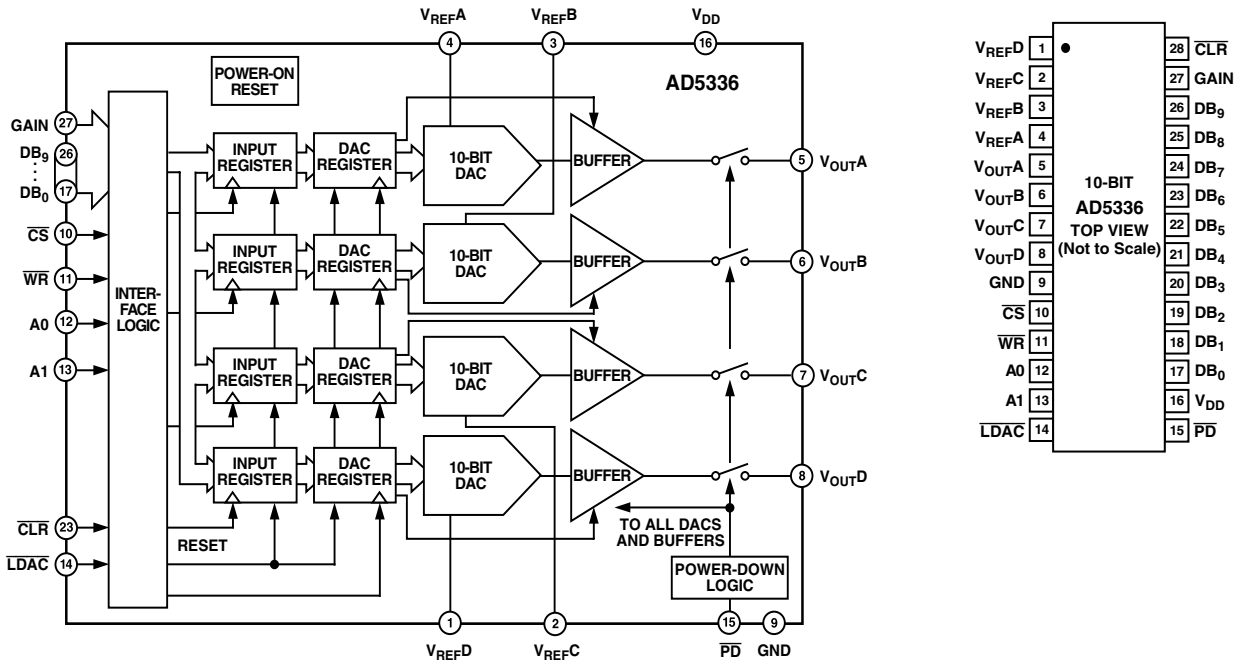 VREFA VREFB VDD
4 3 16
POWER-ON
RESET
AD5336
GAIN 27
DB9 26
DB0 17
CS 10
WR 11
A0 12
A1 13
CLR 23
LDAC 14
INTER-
FACE
LOGIC
INPUT
REGISTER
DAC
REGISTER
10-BIT
DAC
BUFFER
5 VOUTA
INPUT
REGISTER
DAC
REGISTER
10-BIT
DAC
BUFFER
6 VOUTB
INPUT
REGISTER
DAC
REGISTER
10-BIT
DAC
BUFFER
7 VOUTC
INPUT
REGISTER
DAC
REGISTER
10-BIT
DAC
BUFFER
8 VOUTD
RESET
TO ALL DACS
AND BUFFERS
POWER-DOWN
LOGIC
1 2 15 9
VREFD VREFC PD GND
VREFD 1
VREFC 2
VREFB 3
VREFA 4
VOUTA 5
VOUTB 6
VOUTC 7
VOUTD 8
GND 9
CS 10
WR 11
A0 12
A1 13
LDAC 14
10-BIT
AD5336
TOP VIEW
(Not to Scale)
28 CLR
27 GAIN
26 DB9
25 DB8
24 DB7
23 DB6
22 DB5
21 DB4
20 DB3
19 DB2
18 DB1
17 DB0
16 VDD
15 PD